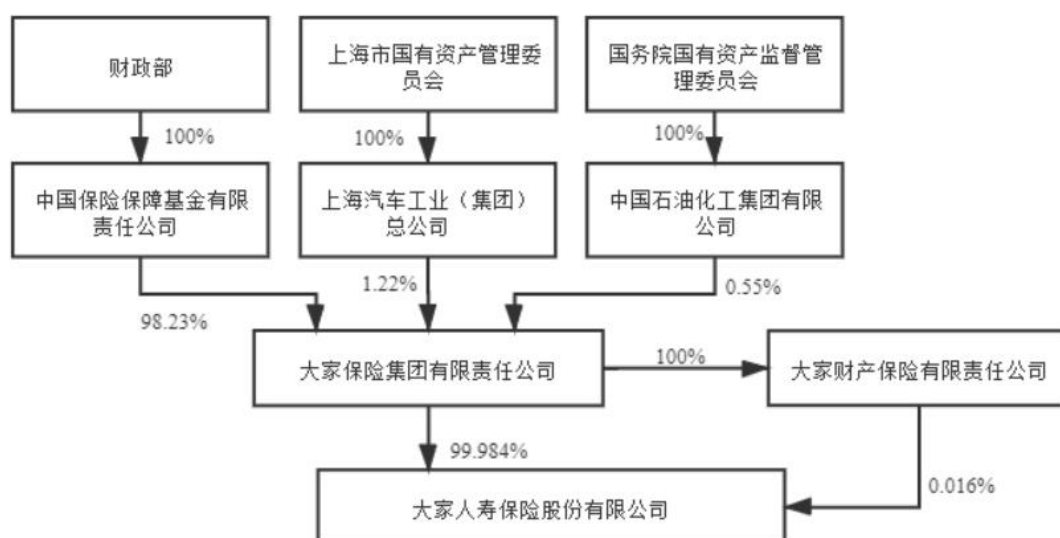 财政部
上海市国有资产管理委
员会
国务院国有资产监督管
理委员会
100%
100%
100%
中国保险保障基金有限
责任公司
上海汽车工业（集团）
总公司
中国石油化工集团有限
公司
98.23%
1.22%
0.55%
大家保险集团有限责任公司
100%
大家财产保险有限责任公司
99.984%
0.016%
大家人寿保险股份有限公司